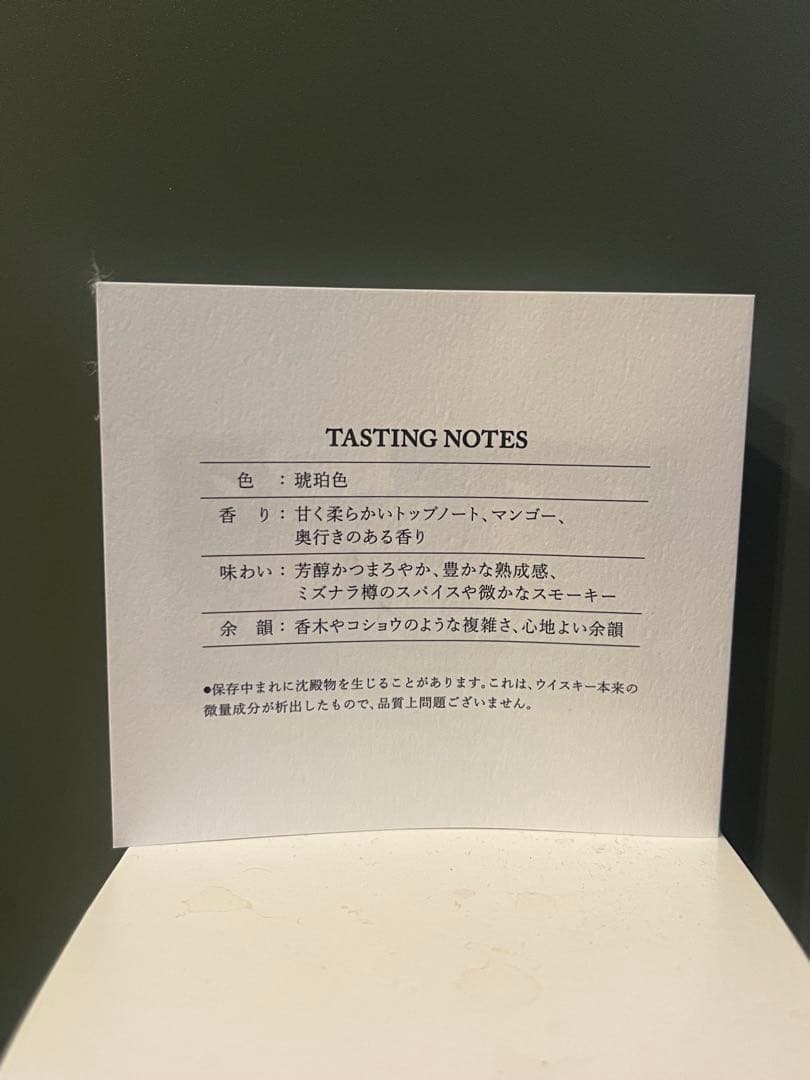 TASTING NOTES
色 : 琥珀色
香 り : 甘く柔らかいトップノート、マンゴー、
奥行きのある香り
味わい : 芳醇かつまろやか、豊かな熟成感、
ミズナラ樽のスパイスや微かなスモーキー
余 韻 : 香木やコショウのような複雑さ、心地よい余韻
●保存中まれに沈殿物を生じることがあります。これは、ウイスキー本来の
微量成分が析出したもので、品質上問題ございません。